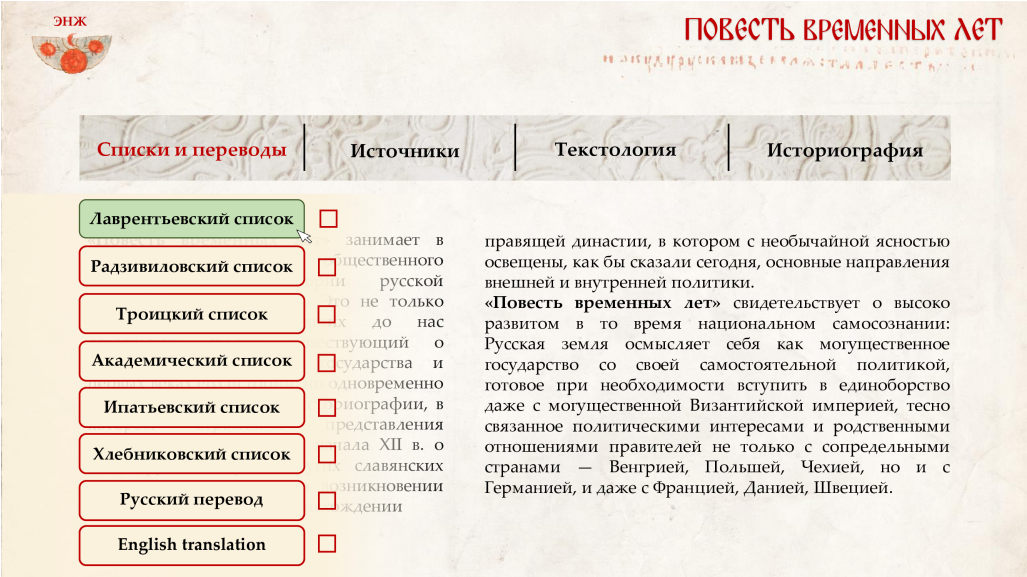 ЭНЖ
ПОВЕСТЬ ВРЕМЕННЫХ ЛЕТ
Списки и переводы
Источники
Текстология
Историография
Лаврентьевский список
Радзивиловский список
Троицкий список
Академический список
Ипатьевский список
Хлебниковский список
Русский перевод
English translation
занимает в
русской
не только
до нас
о
и
одновременно
в
представления
XII в. о
славянских
возникновении
правящей династии, в котором с необычайной ясностью
освещены, как бы сказали сегодня, основные направления
внешней и внутренней политики.
«Повесть временных лет» свидетельствует о высоко
развитом в то время национальном самосознании:
Русская земля осмысляет себя как могущественное
государство со своей самостоятельной политикой,
готовое при необходимости вступить в единоборство
даже с могущественной Византийской империей, тесно
связанное политическими интересами и родственными
отношениями правителей не только с сопредельными
странами — Венгрией, Польшей, Чехией, но и с
Германией, и даже с Францией, Данией, Швецией.